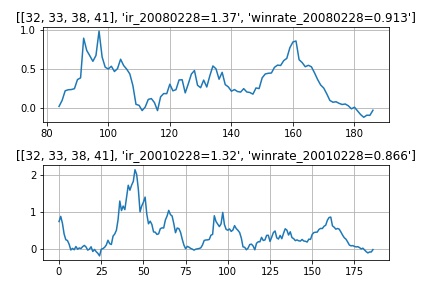 [[32, 33, 38, 41], 'ir_20080228=1.37', 'winrate_20080228=0.913']
1.0
0.5
0.0
80 100 120 140 160 180
[[32, 33, 38, 41], 'ir_20010228=1.32', 'winrate_20010228=0.866']
2
1
0
0 25 50 75 100 125 150 175